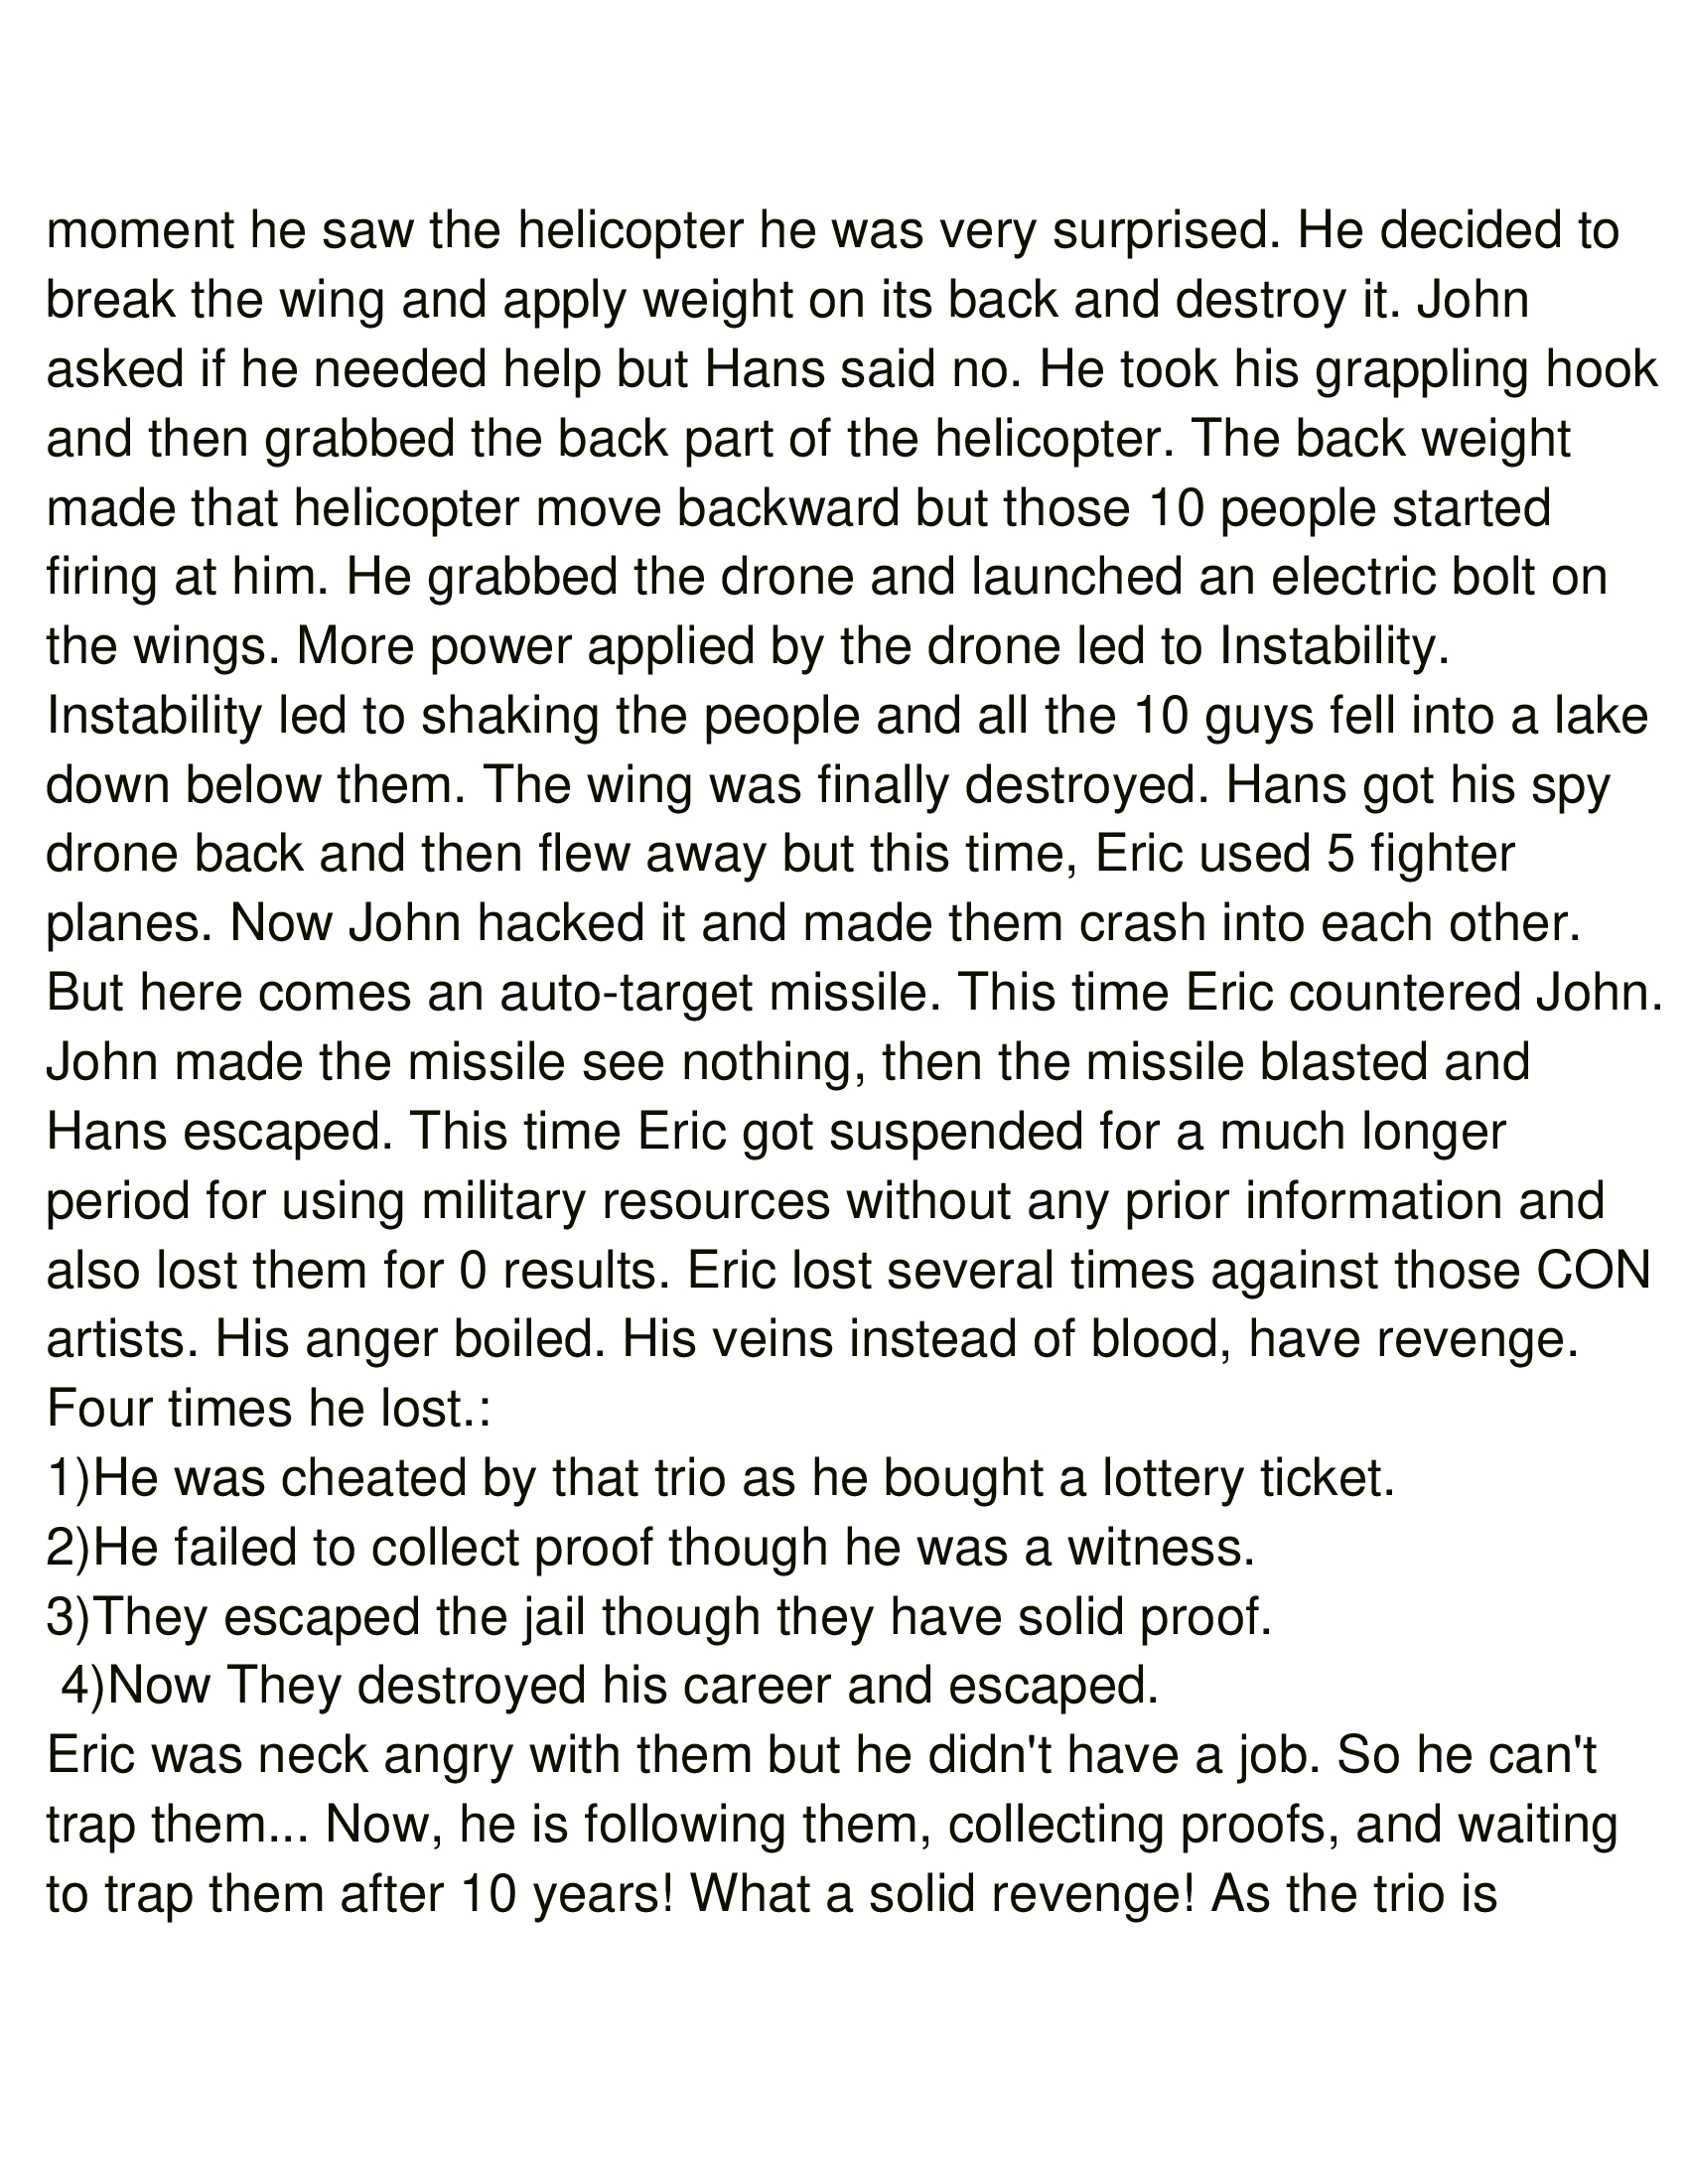 moment he saw the helicopter he was very surprised. He decided to
break the wing and apply weight on its back and destroy it. John
asked if he needed help but Hans said no. He took his grappling hook
and then grabbed the back part of the helicopter. The back weight
made that helicopter move backward but those 10 people started
firing at him. He grabbed the drone and launched an electric bolt on
the wings. More power applied by the drone led to Instability.
Instability led to shaking the people and all the 10 guys fell into a lake
down below them. The wing was finally destroyed. Hans got his spy
drone back and then flew away but this time, Eric used 5 fighter
planes. Now John hacked it and made them crash into each other.
But here comes an auto-target missile. This time Eric countered John.
John made the missile see nothing, then the missile blasted and
Hans escaped. This time Eric got suspended for a much longer
period for using military resources without any prior information and
also lost them for 0 results. Eric lost several times against those CON
artists. His anger boiled. His veins instead of blood, have revenge.
Four times he lost.:
1)He was cheated by that trio as he bought a lottery ticket.
2)He failed to collect proof though he was a witness.
3)They escaped the jail though they have solid proof.
4)Now They destroyed his career and escaped.
Eric was neck angry with them but he didn't have a job. So he can't
trap them... Now, he is following them, collecting proofs, and waiting
to trap them after 10 years! What a solid revenge! As the trio is